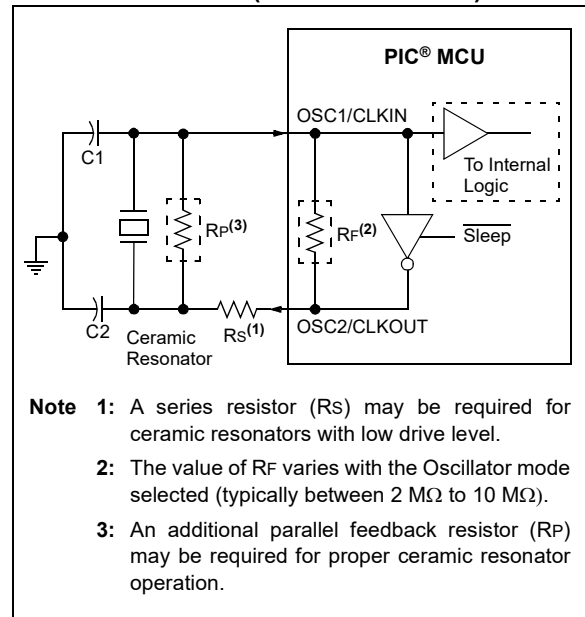 PIC® MCU
OSC1/CLKIN
C1
To Internal
Logic
RP(3)
RF(2)
Sleep
C2
Ceramic
Resonator
RS(1)
OSC2/CLKOUT
Note 1: A series resistor (RS) may be required for
ceramic resonators with low drive level.
2: The value of RF varies with the Oscillator mode
selected (typically between 2 MΩ to 10 MΩ).
3: An additional parallel feedback resistor (RP)
may be required for proper ceramic resonator
operation.